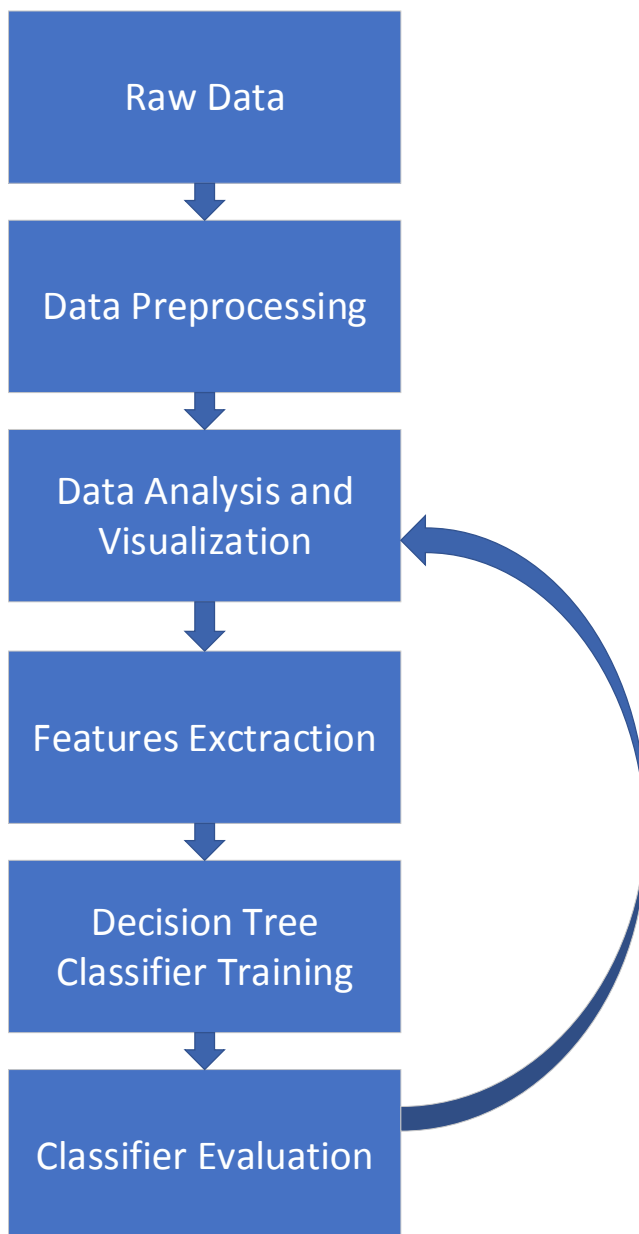 Raw Data
Data Preprocessing
Data Analysis and
Visualization
Features Exctraction
Decision Tree
Classifier Training
Classifier Evaluation